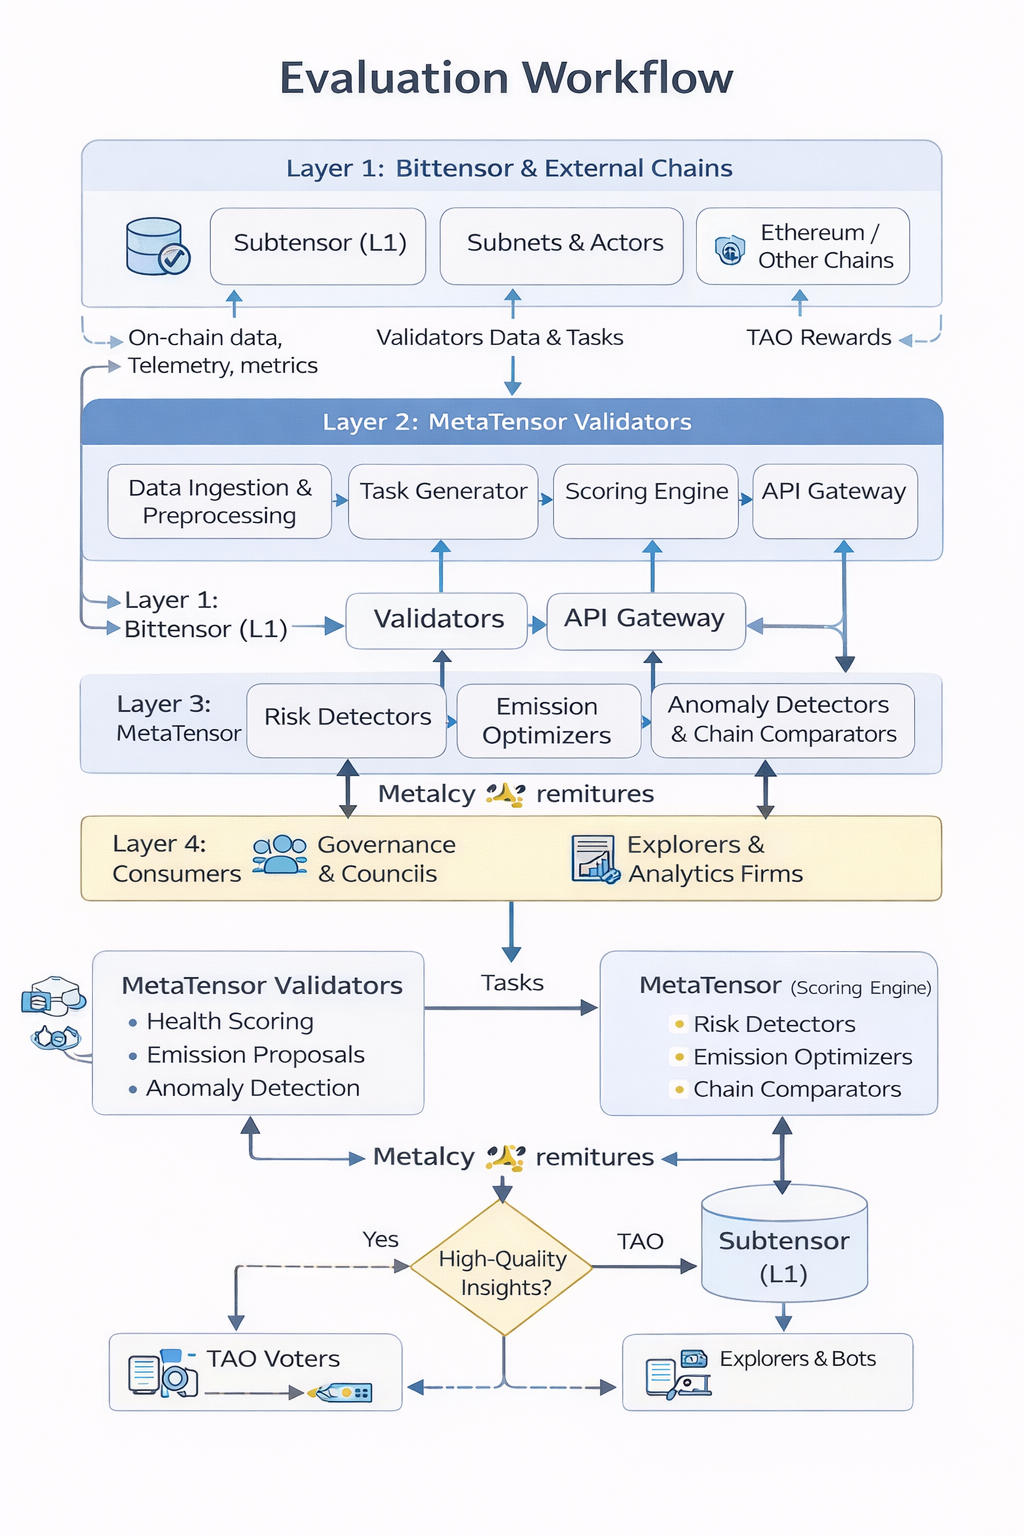 Evaluation Workflow
Layer 1: Bittensor & External Chains
Subtensor (L1)
Subnets & Actors
Ethereum /
Other Chains
On-chain data,
Telemetry, metrics
Validators Data & Tasks
TAO Rewards
Layer 2: MetaTensor Validators
Data Ingestion &
Preprocessing
Task Generator
Scoring Engine
API Gateway
Layer 1:
Bittensor (L1)
Validators
API Gateway
Layer 3:
MetaTensor
Risk Detectors
Emission
Optimizers
Anomaly Detectors
& Chain Comparators
Metalcy remitures
Layer 4:
Consumers
Governance
& Councils
Explorers &
Analytics Firms
MetaTensor Validators
• Health Scoring
• Emission Proposals
• Anomaly Detection
Tasks
MetaTensor (Scoring Engine)
• Risk Detectors
• Emission Optimizers
• Chain Comparators
Metalcy remitures
Yes
High-Quality
Insights?
TAO
Subtensor
(L1)
TAO Voters
Explorers & Bots